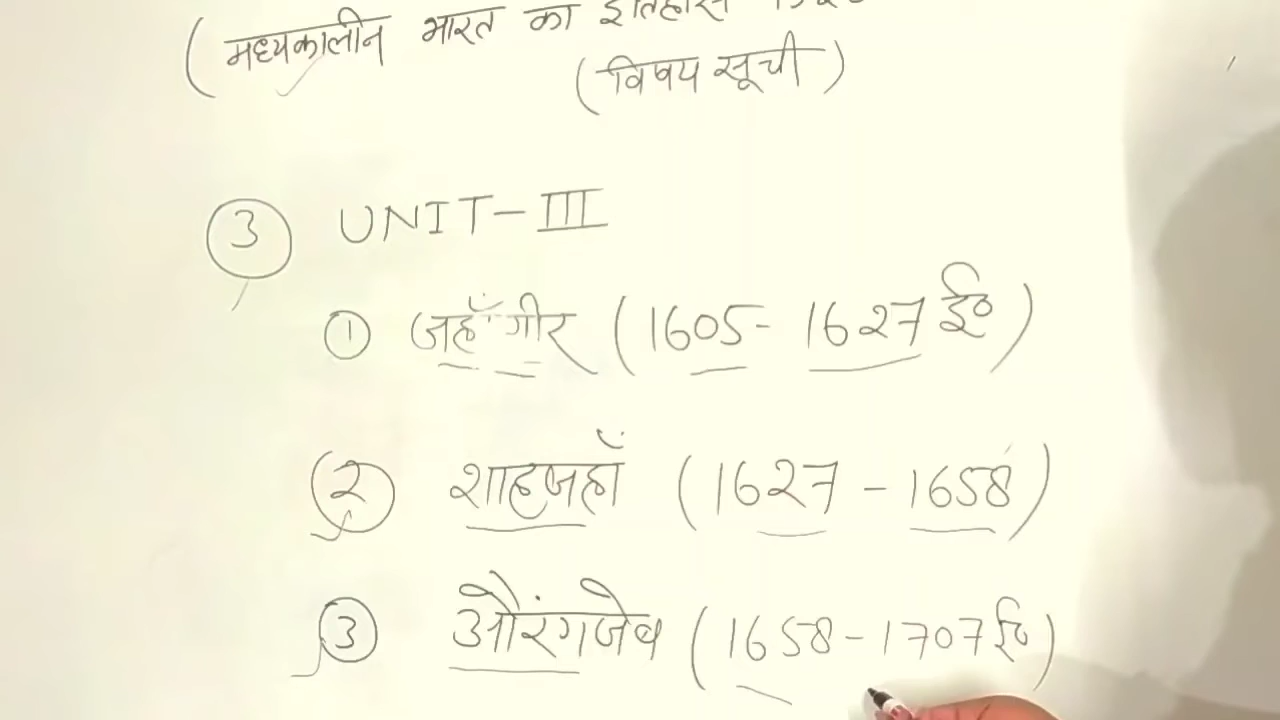 (मध्यकालीन भारत का इतिहास
(विषय सूची)
3 UNIT-III
1 जहाँगीर (1605- 1627 ई०)
2 शाहजहाँ (1627 - 1658)
3 औरंगजेव (1658-1707 ई०)